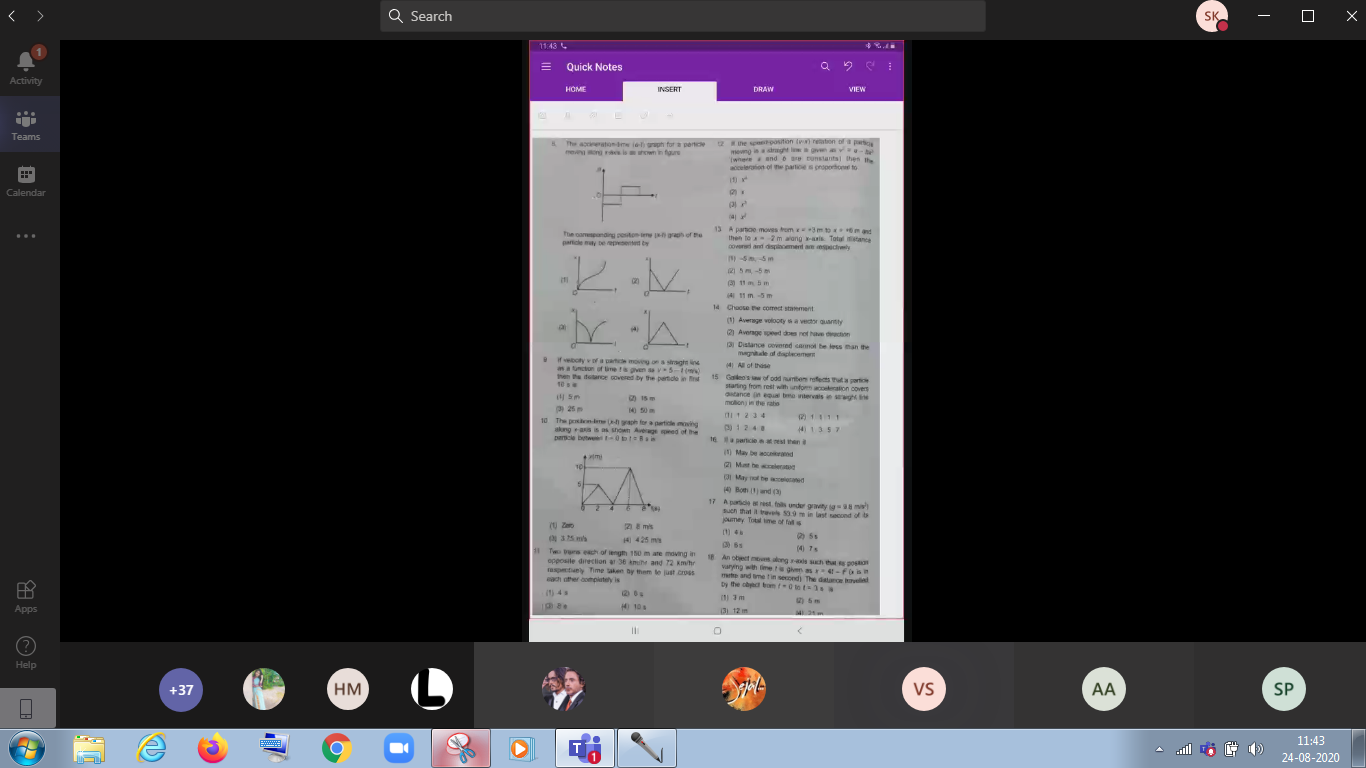 Search
SK
1
Activity
Teams
Calendar
Apps
Help
11:43
Quick Notes
HOME
INSERT
DRAW
VIEW
The acceleration-time (a-t) graph for a particle
moving along x-axis is as shown in figure
The corresponding position-time (x-t) graph of the
particle may be represented by
(1)
(2)
(3)
(4)
9. If velocity v of a particle moving on a straight line
as a function of time t is given as v = 5 – t (m/s)
then the distance covered by the particle in first
10 s is
(1) 5 m
(2)
(3) 25 m
(4) 50 m
10. The position-time (x-t) graph for a particle moving
along x-axis is as shown. Average speed of the
particle between t = 0 to t = 8 s is
x(m)
10
5
0 2 4 6 8 t(s)
(1) Zero
(2) 8 m/s
(3) 3.75 m/s
(4) 4.25 m/s
11. Two trains each of length 150 m are moving in
opposite direction at 36 km/hr and 72 km/hr
respectively. Time taken by them to just cross
each other completely is
(1) 4 s
(2)
(3) 8 s
(4) 10 s
12. If the speed-position (v-x) relation of a particle
moving in a straight line is given as
(where a and b are constants) then the
acceleration of the particle is proportional to
(1)
(2) x
(3)
(4)
13. A particle moves from x = +3 m to x = +6 m and
then to x = –2 m along x-axis. Total distance
covered and displacement are respectively
(1) –5 m, –5 m
(2) 5 m, –5 m
(3) 11 m, 5 m
(4) 11 m, –5 m
14. Choose the correct statement
(1) Average velocity is a vector quantity
(2) Average speed does not have direction
(3) Distance covered cannot be less than the
magnitude of displacement
(4) All of these
15. Galileo's law of odd numbers reflects that a particle
starting from rest with uniform acceleration covers
distance (in equal time intervals in straight line
motion) in the ratio
(1) 1 2 3 4
(2) 1 1 1 1
(3) 1 2 4 8
(4) 1 3 5 7
16. If a particle is at rest then it
(1) May be accelerated
(2) Must be accelerated
(3) May not be accelerated
(4) Both (1) and (3)
17. A particle at rest, falls under gravity (g = 9.8 m/s²)
such that it travels 53.9 m in last second of its
journey. Total time of fall is
(1) 4 s
(2) 5 s
(3) 6 s
(4) 7 s
18. An object moves along x-axis such that its position
varying with time t is given as x = 4t – t² (x is in
metre and time t in second). The distance travelled
by the object from t = 0 to t = 3 s is
(1) 3 m
(2) 5 m
(3) 12 m
(4) 21 m
+37
HM
L
VS
AA
SP
1
11:43
24-08-2020